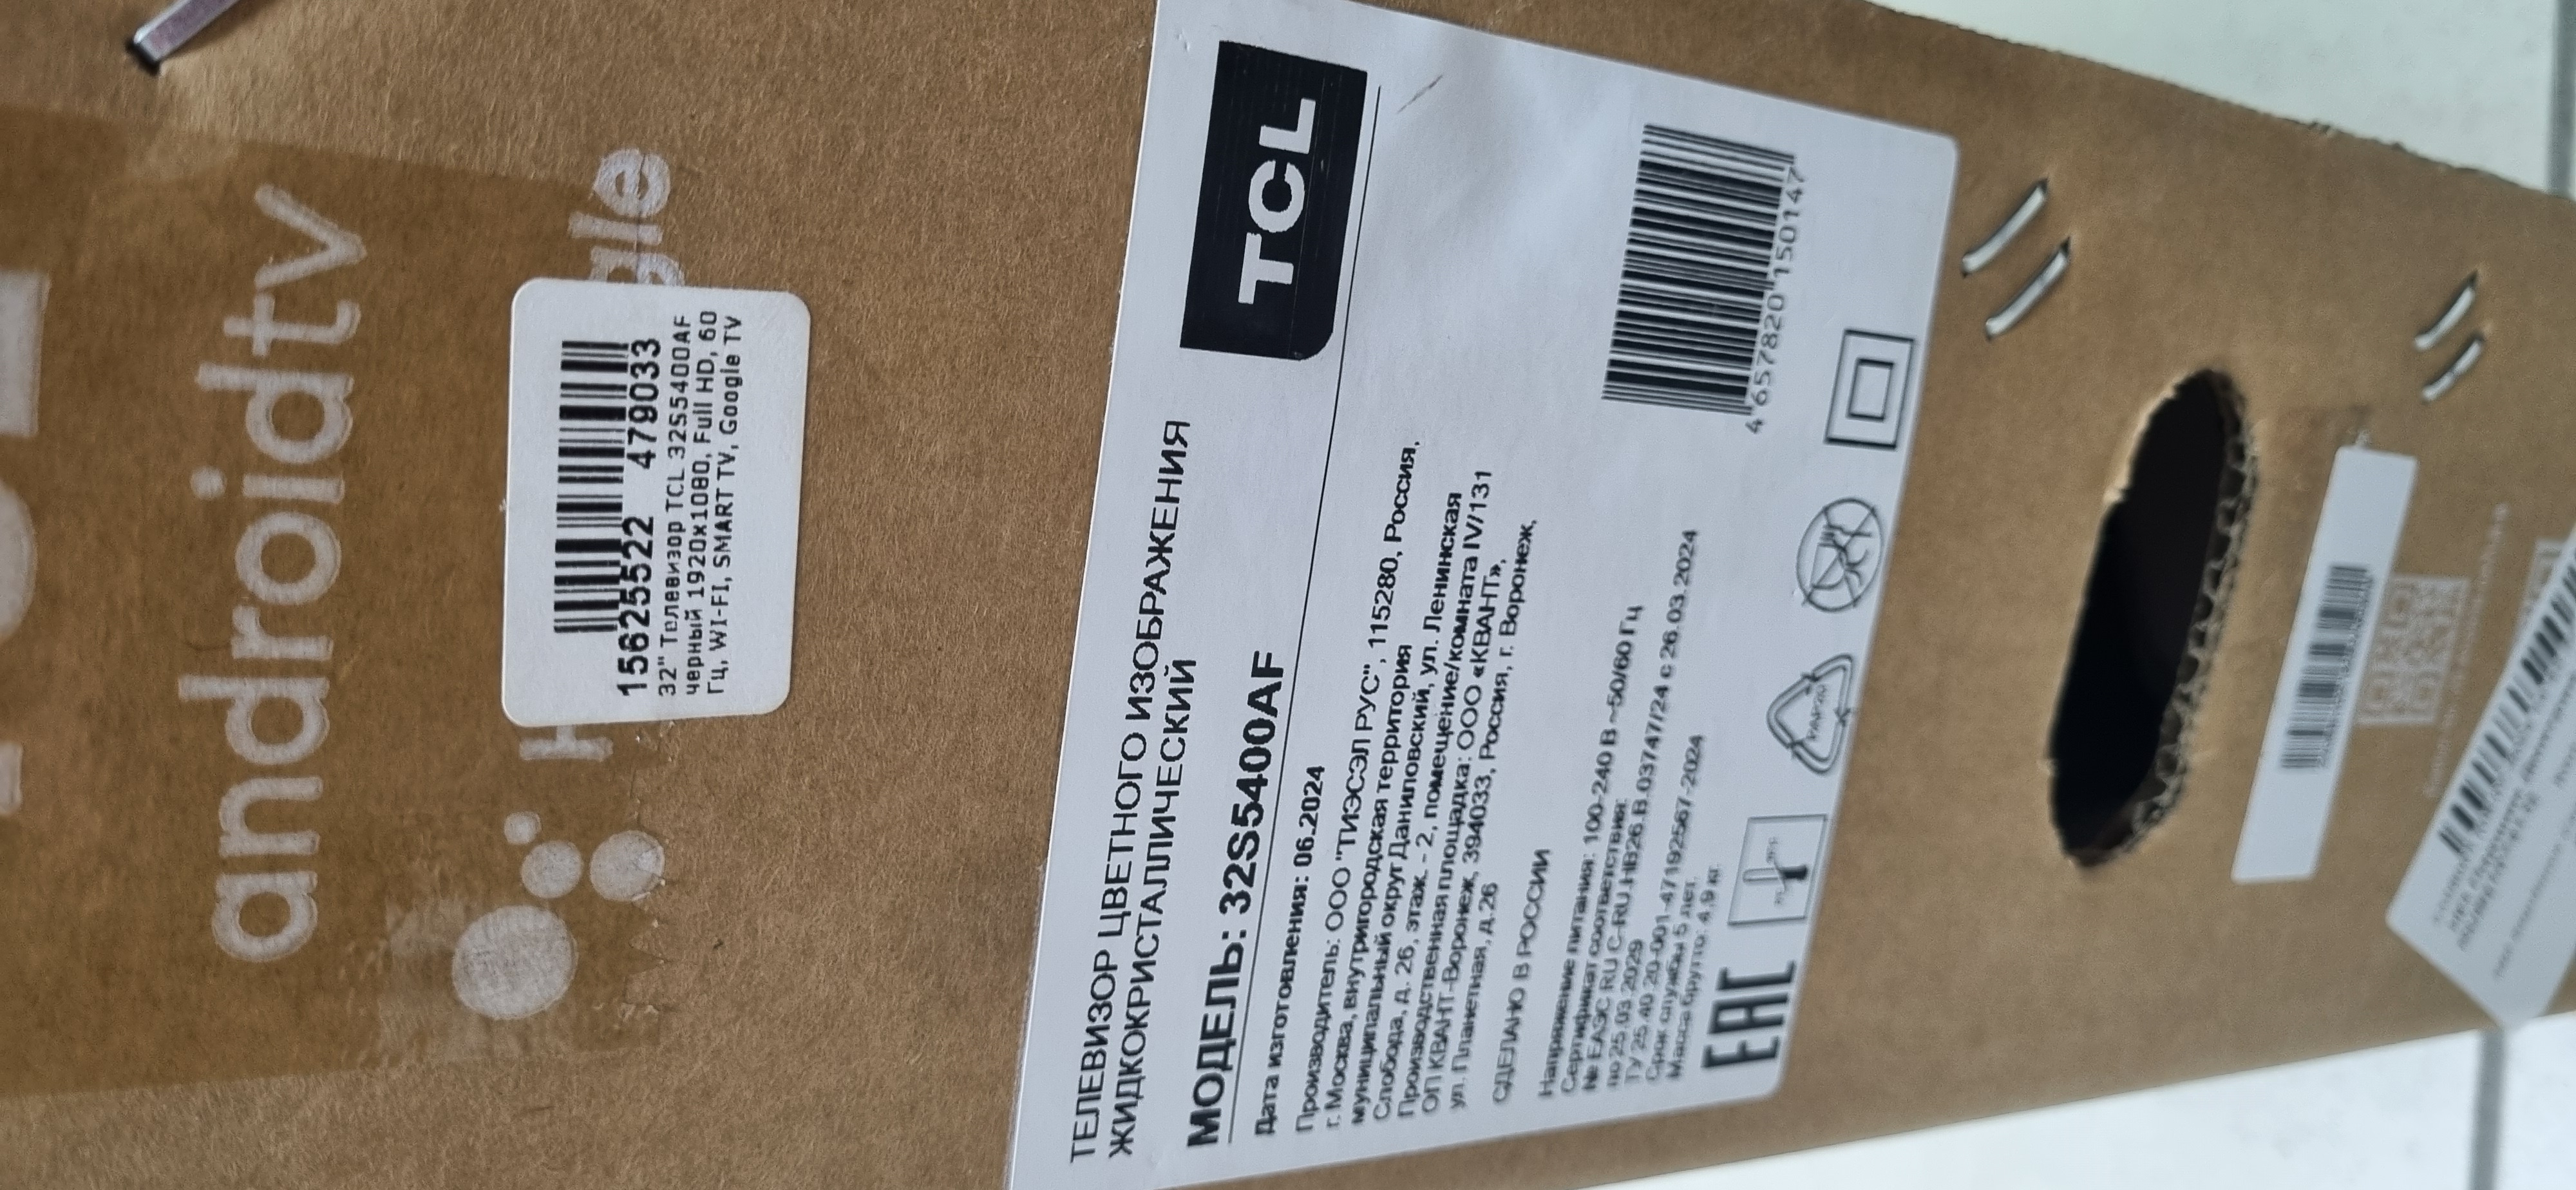 androidtv
gle
15625522 479033
32" Телевизор TCL 32S5400AF
черный 1920x1080, Full HD, 60
Гц, WI-FI, SMART TV, Google TV
ТЕЛЕВИЗОР ЦВЕТНОГО ИЗОБРАЖЕНИЯ
ЖИДКОКРИСТАЛЛИЧЕСКИЙ
TCL
МОДЕЛЬ: 32S5400AF
Дата изготовления: 06.2024
Производитель: ООО "ТИЭСЭЛ РУС", 115280, Россия,
г. Москва, внутригородская территория
муниципальный округ Даниловский, ул. Ленинская
Слобода, д. 26, этаж. - 2, помещение/комната IV/131
Производственная площадка: ООО «КВАНТ»,
ОП КВАНТ-Воронеж, 394033, Россия, г. Воронеж,
ул. Планетная, д.26
СДЕЛАНО В РОССИИ
Напряжение питания: 100-240 В ~50/60 Гц
Сертификат соответствия:
№ ЕАЭС RU C-RU.НВ26.В.03747/24 с 26.03.2024
по 25.03.2029
ТУ 25.40.20-001-47192567-2024
Срок службы 5 лет.
Масса брутто: 4,9 кг.
4 657820 150147
EAC